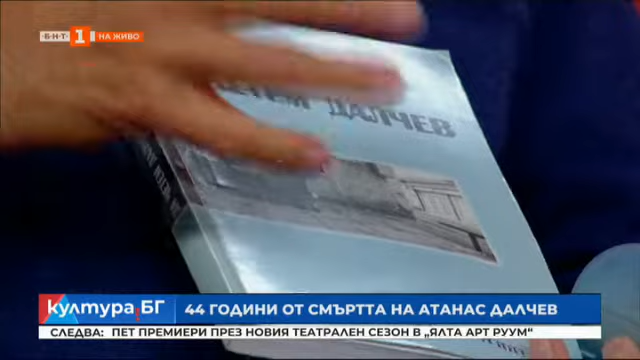 БНТ 1 НА ЖИВО
ДАЛЧЕВ
култура.БГ
44 ГОДИНИ ОТ СМЪРТТА НА АТАНАС ДАЛЧЕВ
СЛЕДВА: ПЕТ ПРЕМИЕРИ ПРЕЗ НОВИЯ ТЕАТРАЛЕН СЕЗОН В „ЯЛТА АРТ РУУМ“